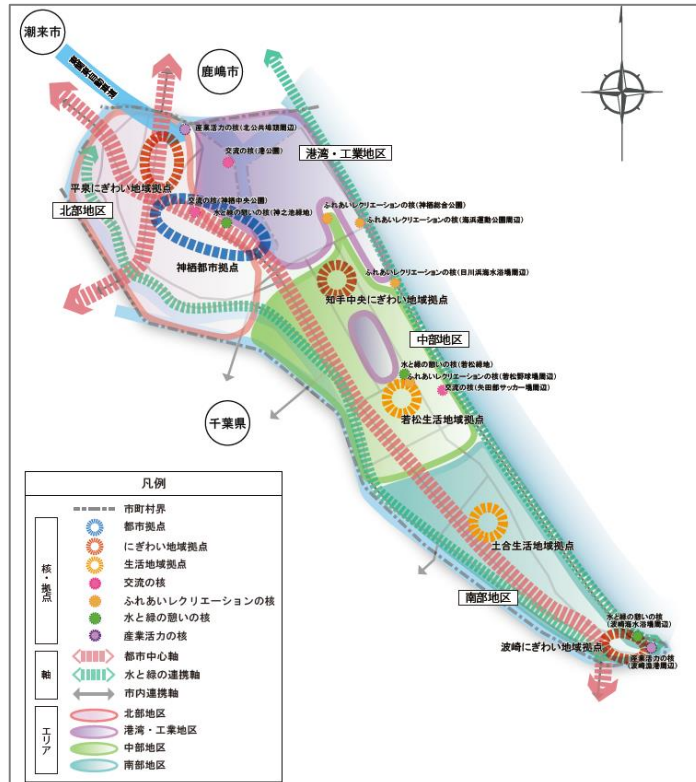 潮来市
鹿嶋市
産業活力の核(北公共埠頭周辺)
港湾・工業地区
交流の核(港公園)
平泉にぎわい地域拠点
北部地区
交流の核(神栖中央公園)
水と緑の憩いの核(神之池緑地)
ふれあいレクリエーションの核(神栖総合公園)
ふれあいレクリエーションの核(海浜運動公園周辺)
神栖都市拠点
ふれあいレクリエーションの核(日川浜海水浴場周辺)
知手中央にぎわい地域拠点
中部地区
水と緑の憩いの核(若松緑地)
ふれあいレクリエーションの核(若松野球場周辺)
交流の核(矢田部サッカー場周辺)
千葉県
若松生活地域拠点
土合生活地域拠点
南部地区
水と緑の憩いの核
(波崎海水浴場周辺)
波崎にぎわい地域拠点
産業活力の核
(波崎漁港周辺)
凡例
市町村界
核・拠点
都市拠点
にぎわい地域拠点
生活地域拠点
交流の核
ふれあいレクリエーションの核
水と緑の憩いの核
産業活力の核
軸
都市中心軸
水と緑の連携軸
市内連携軸
エリア
北部地区
港湾・工業地区
中部地区
南部地区